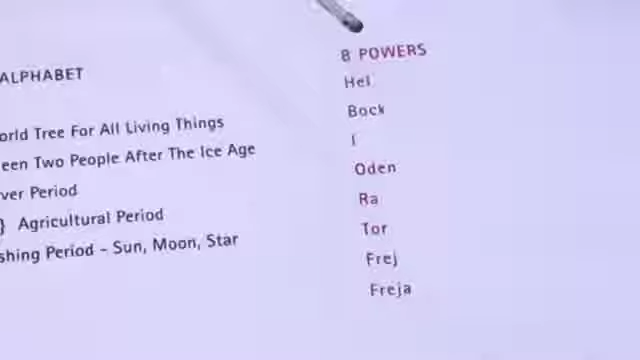 ALPHABET
orld Tree For All Living Things
een Two People After The Ice Age
ver Period
} Agricultural Period
shing Period – Sun, Moon, Star
8 POWERS
Hel
Bock
I
Oden
Ra
Tor
Frej
Freja